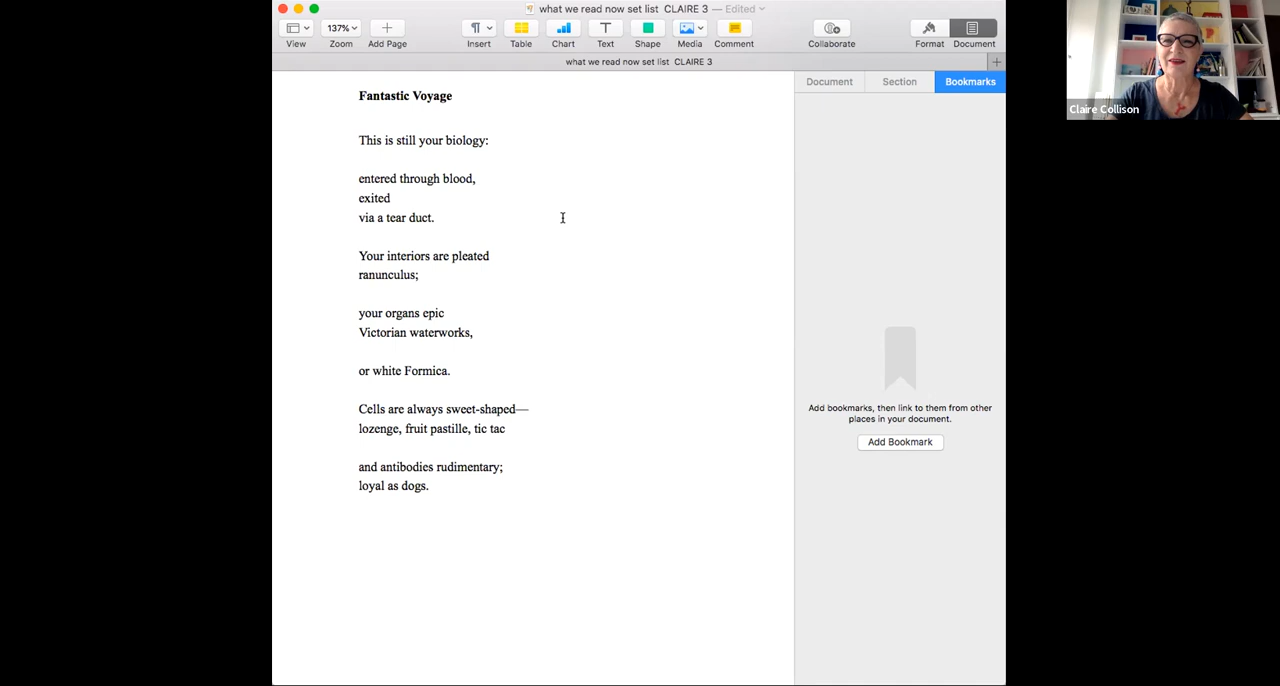 what we read now set list CLAIRE 3 — Edited
137%
View
Zoom
Add Page
Insert
Table
Chart
Text
Shape
Media
Comment
Collaborate
Format
Document
what we read now set list CLAIRE 3
Document
Section
Bookmarks
Fantastic Voyage
This is still your biology:
entered through blood,
exited
via a tear duct.
Your interiors are pleated
ranunculus;
your organs epic
Victorian waterworks,
or white Formica.
Cells are always sweet-shaped—
lozenge, fruit pastille, tic tac
and antibodies rudimentary;
loyal as dogs.
Add bookmarks, then link to them from other
places in your document.
Add Bookmark
Claire Collison